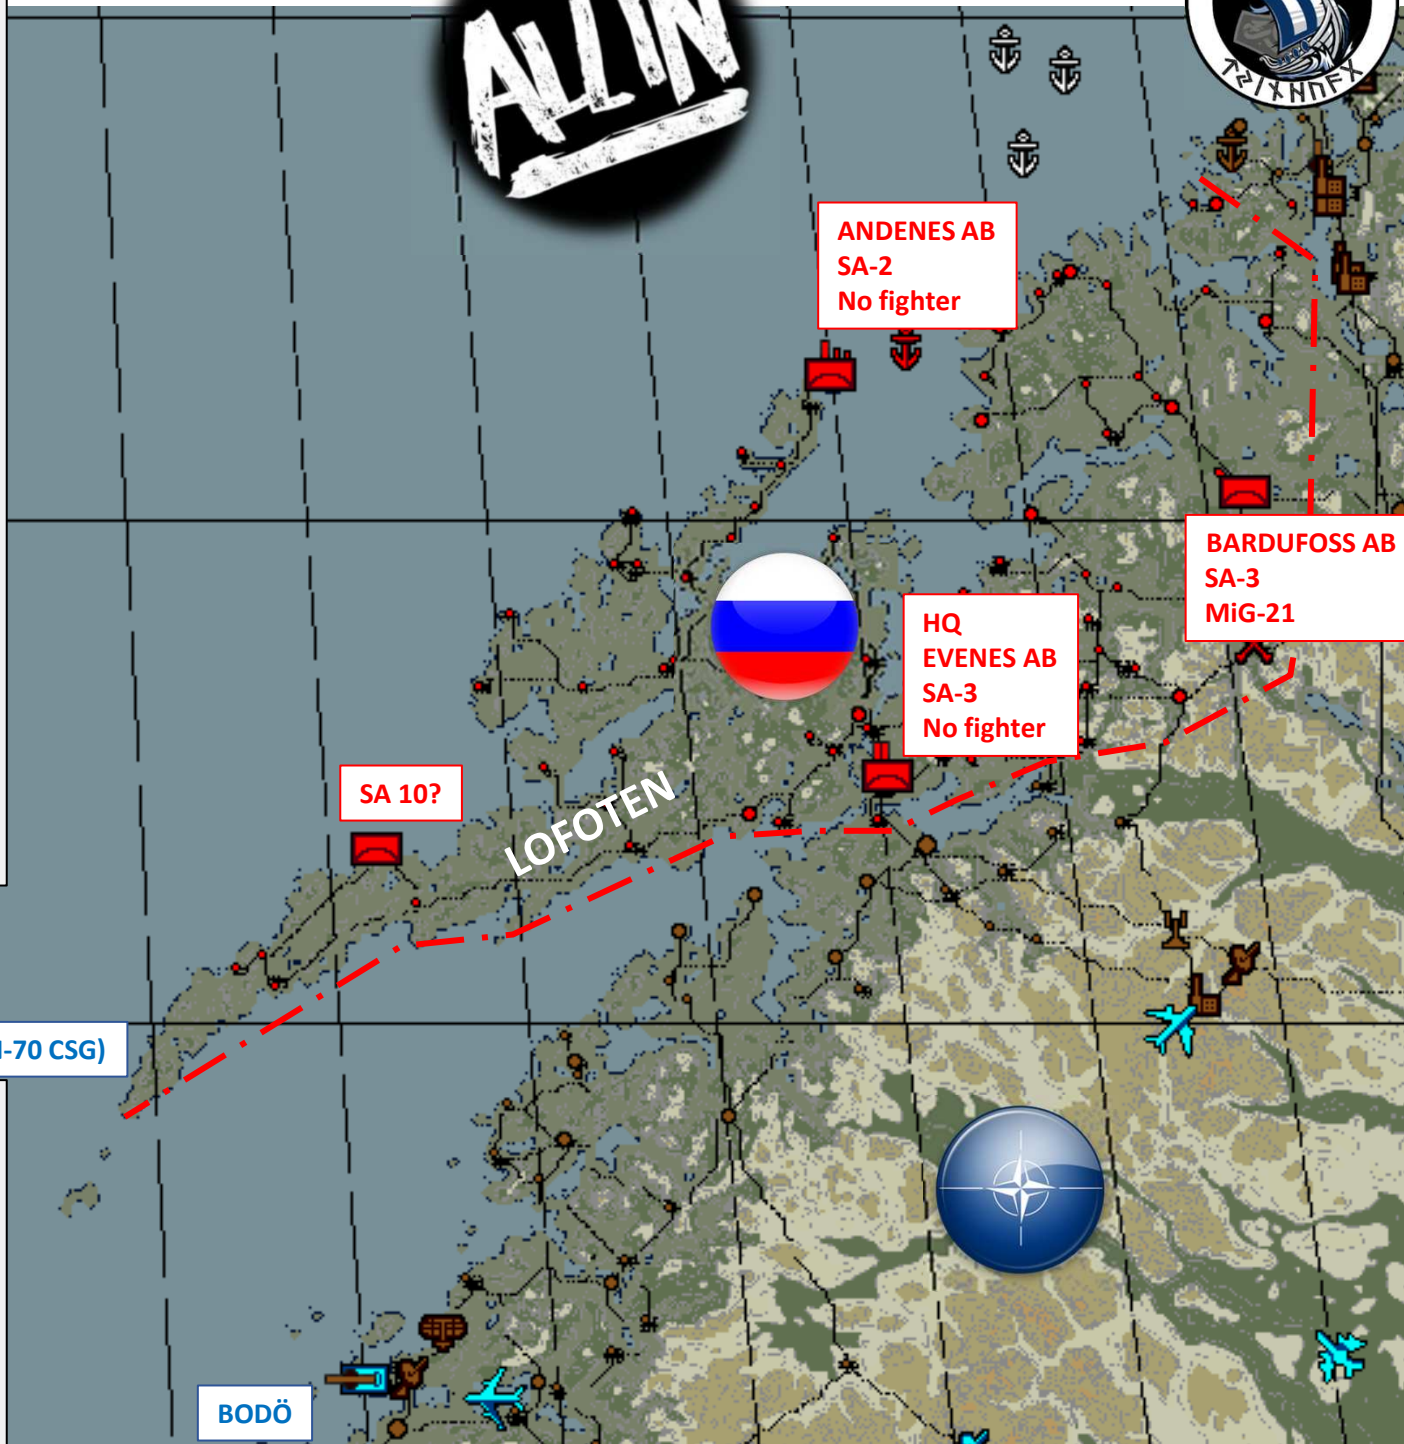 ALL IN
ANDENES AB
SA-2
No fighter
BARDUFOSS AB
SA-3
MiG-21
HQ
EVENES AB
SA-3
No fighter
SA 10?
LOFOTEN
-70 CSG)
BODÖ